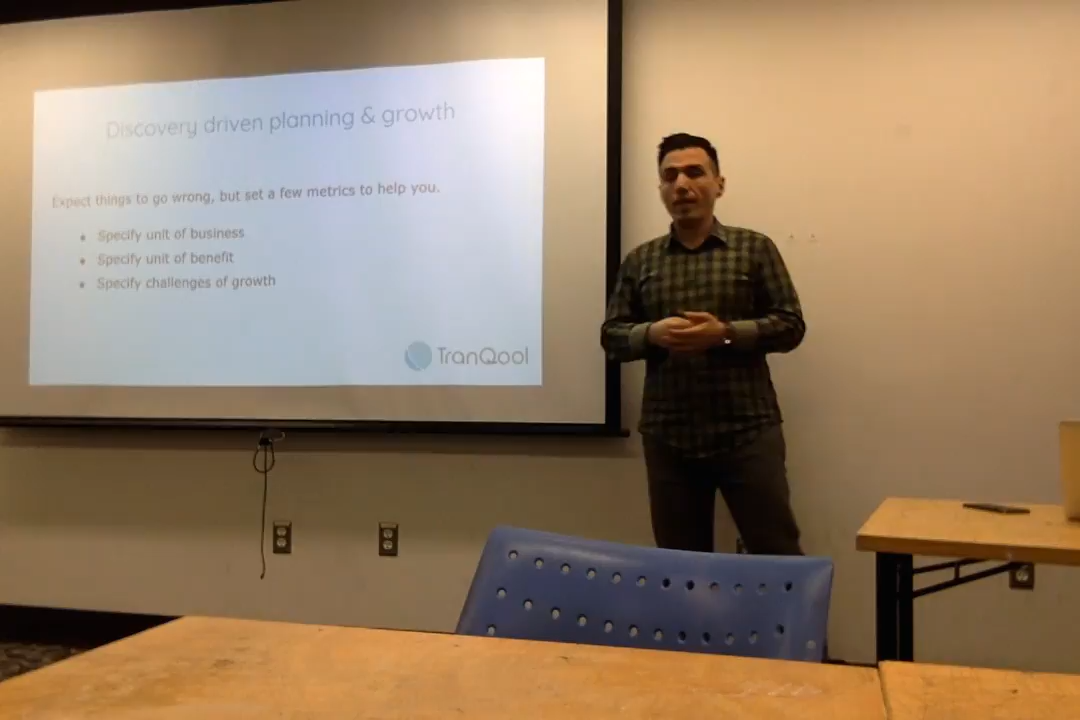 Discovery driven planning & growth
Expect things to go wrong, but set a few metrics to help you.
• Specify unit of business
• Specify unit of benefit
• Specify challenges of growth
TranQool